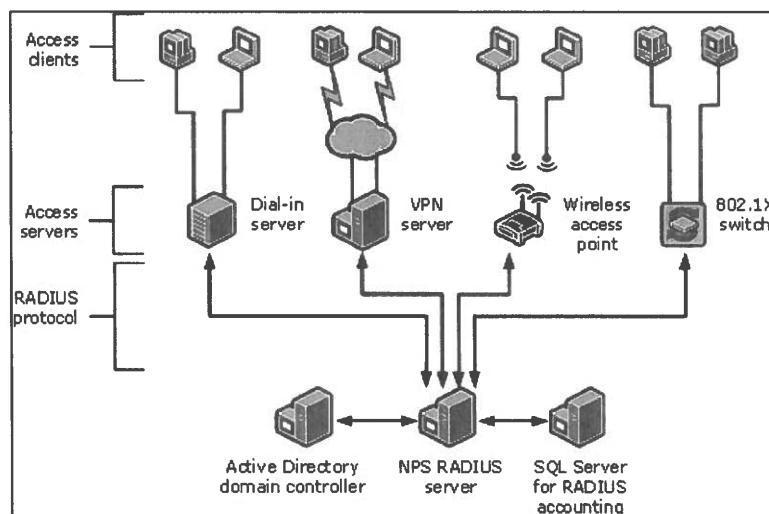 Access
clients
Access
servers
Dial-in
server
VPN
server
Wireless
access
point
802.1X
switch
RADIUS
protocol
Active Directory
domain controller
NPS RADIUS
server
SQL Server
for RADIUS
accounting